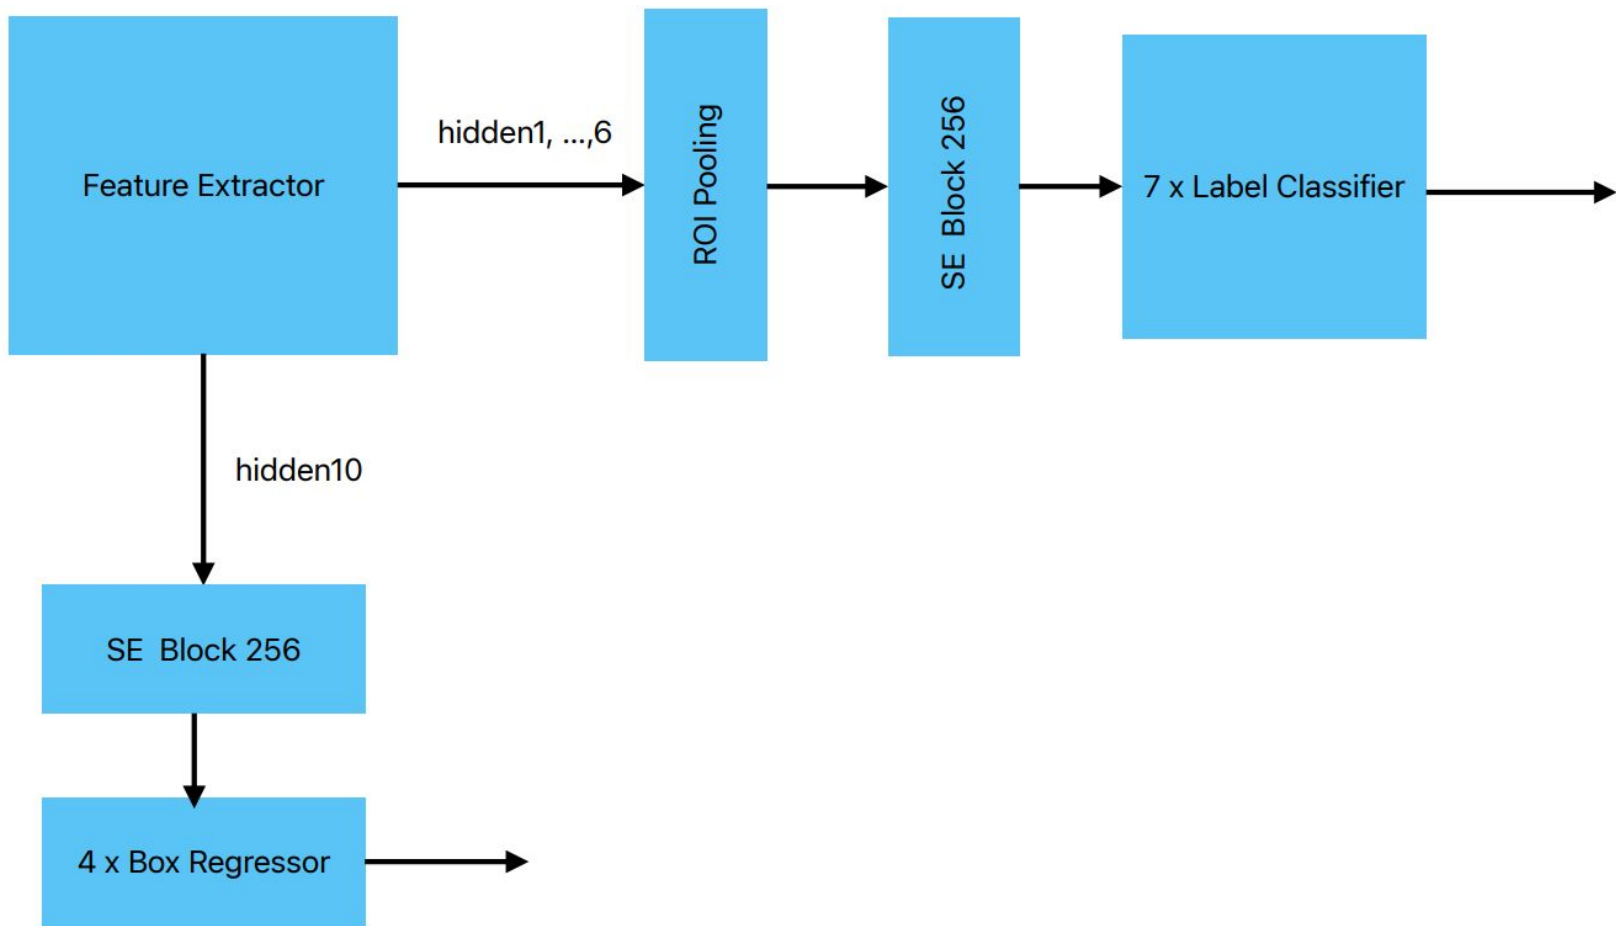 Feature Extractor
hidden1, ...,6
ROI Pooling
SE Block 256
7 x Label Classifier
hidden10
SE Block 256
4 x Box Regressor